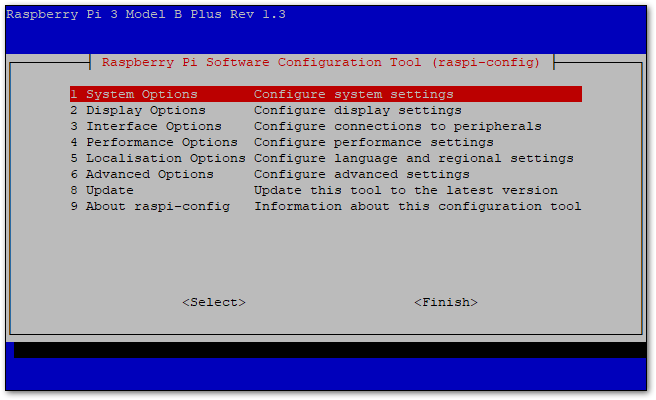 Raspberry Pi 3 Model B Plus Rev 1.3
Raspberry Pi Software Configuration Tool (raspi-config)
1 System Options Configure system settings
2 Display Options Configure display settings
3 Interface Options Configure connections to peripherals
4 Performance Options Configure performance settings
5 Localisation Options Configure language and regional settings
6 Advanced Options Configure advanced settings
8 Update Update this tool to the latest version
9 About raspi-config Information about this configuration tool
<Select> <Finish>